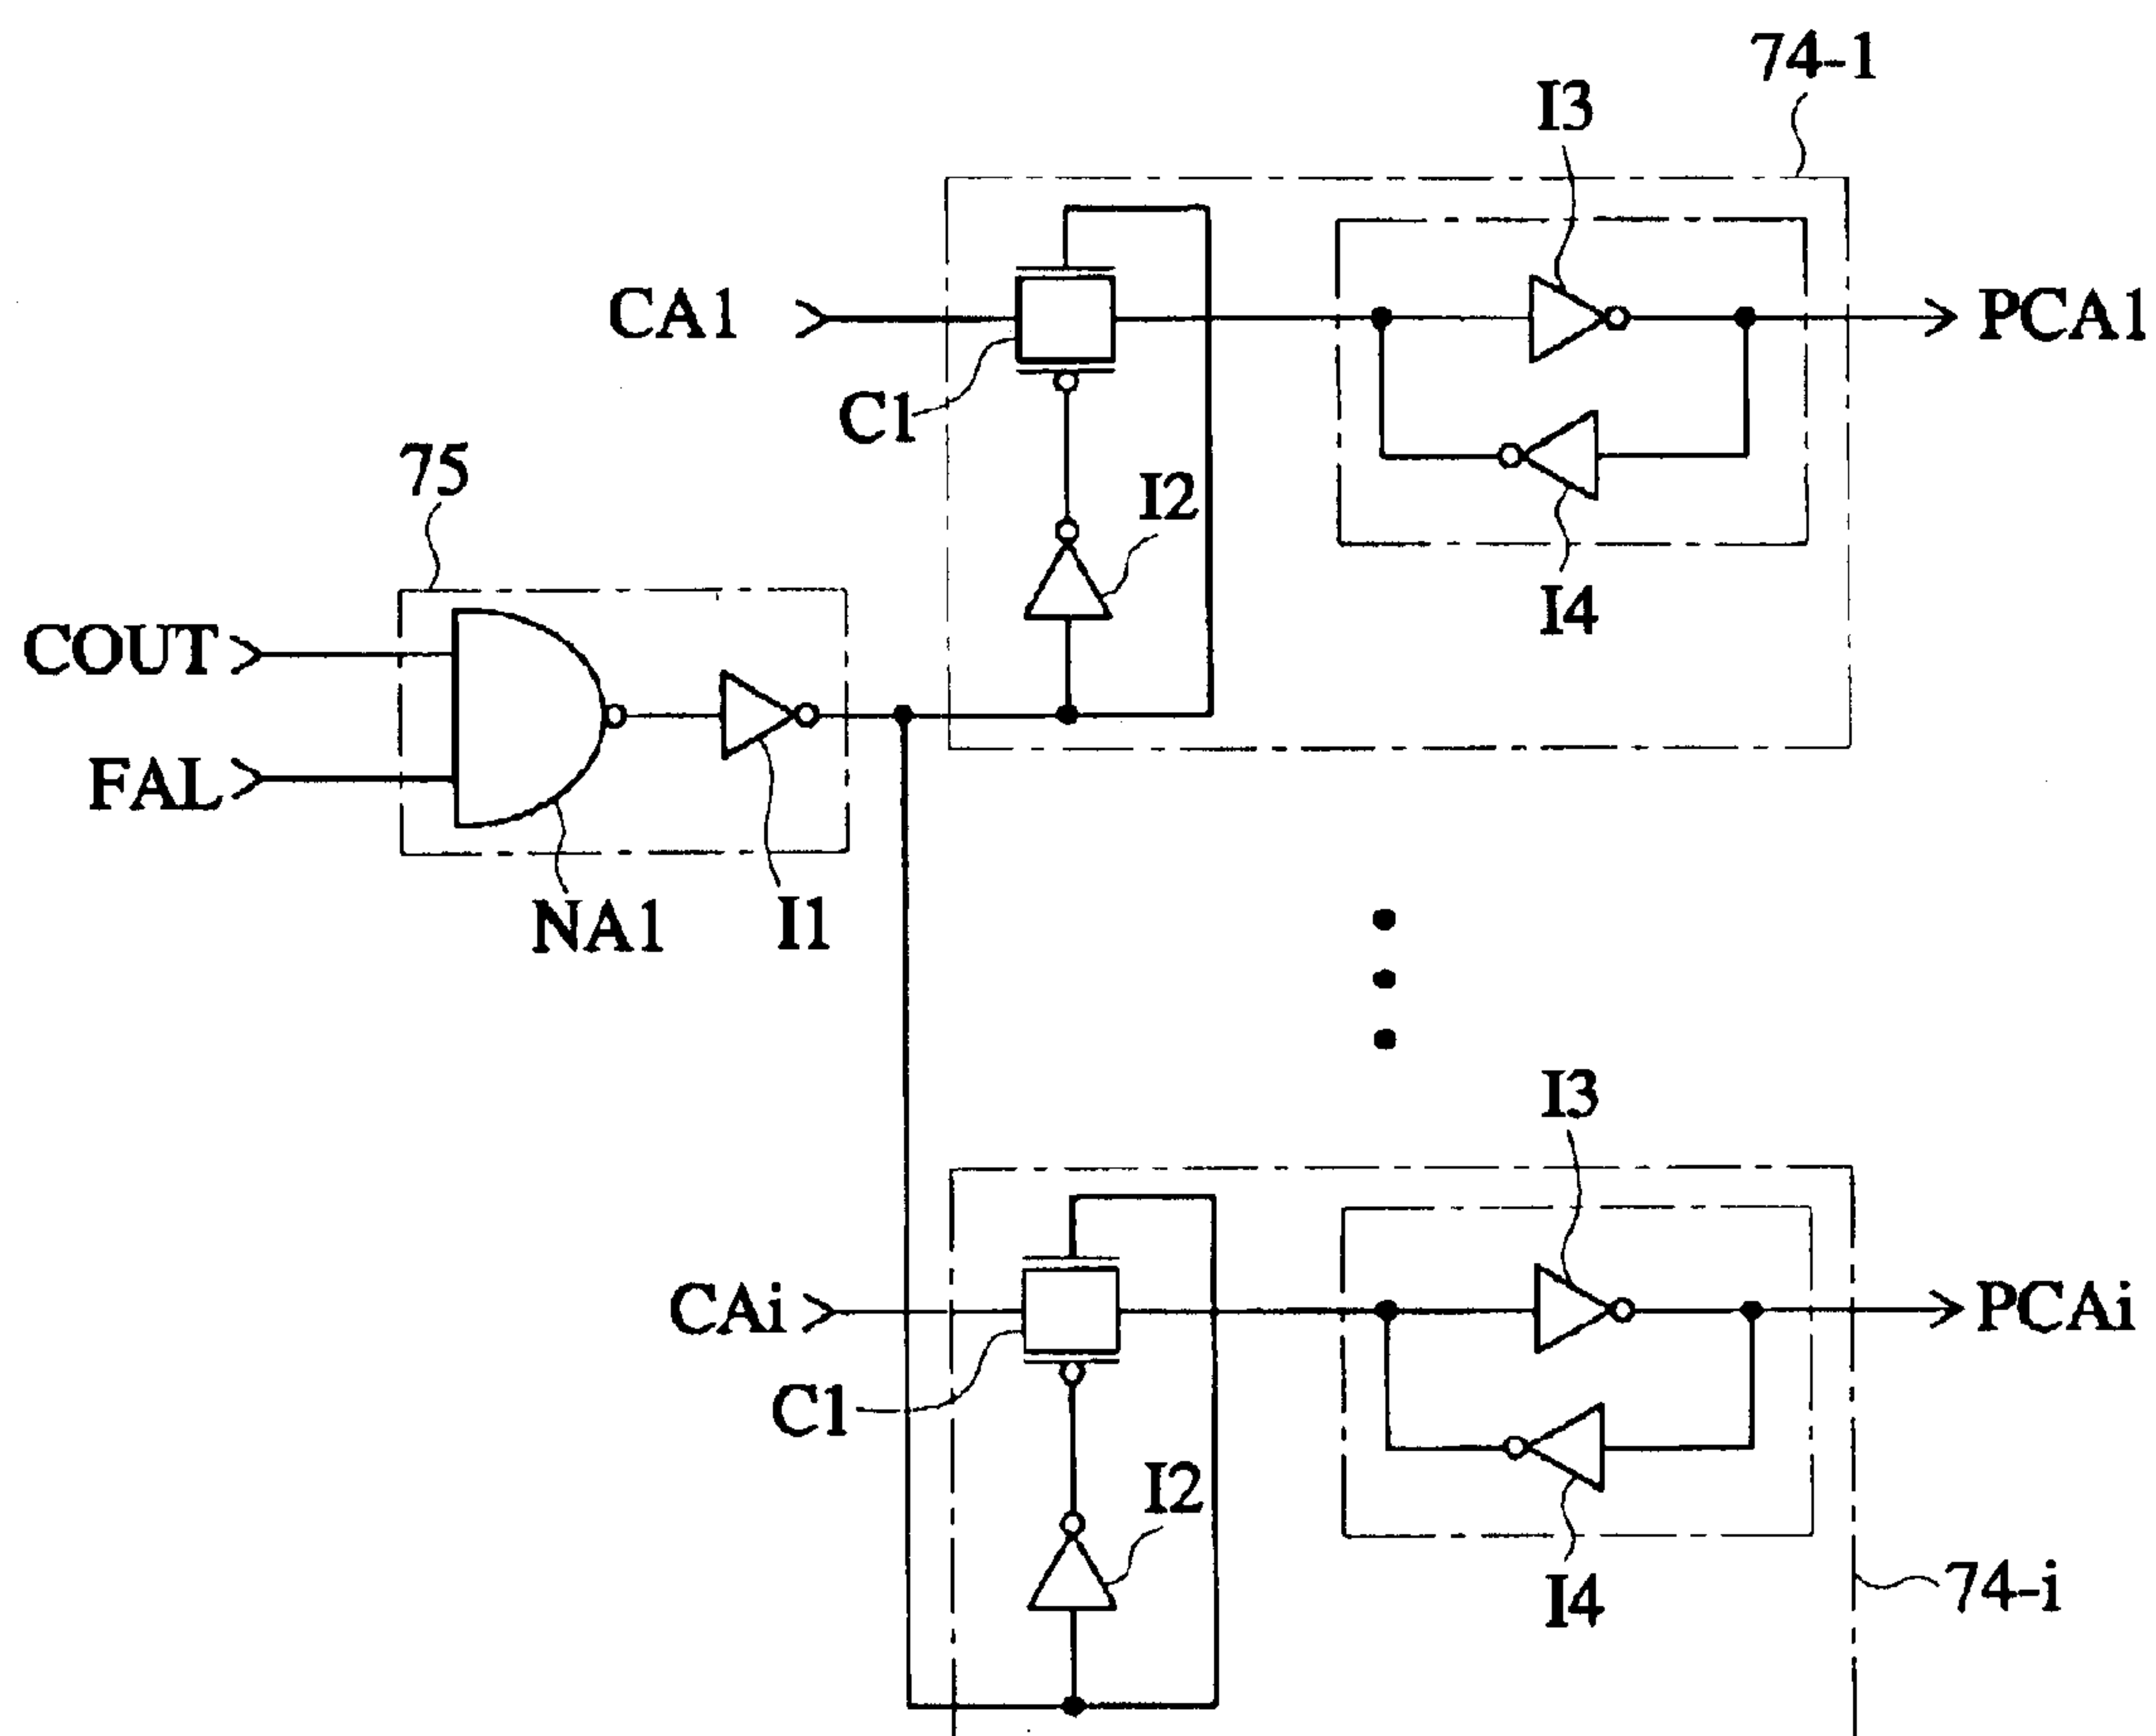 74-1
I3
CA1
PCA1
C1
75
I2
I4
COUT
FAL
NA1
I1
I3
CAi
PCAi
C1
I2
I4
74-i